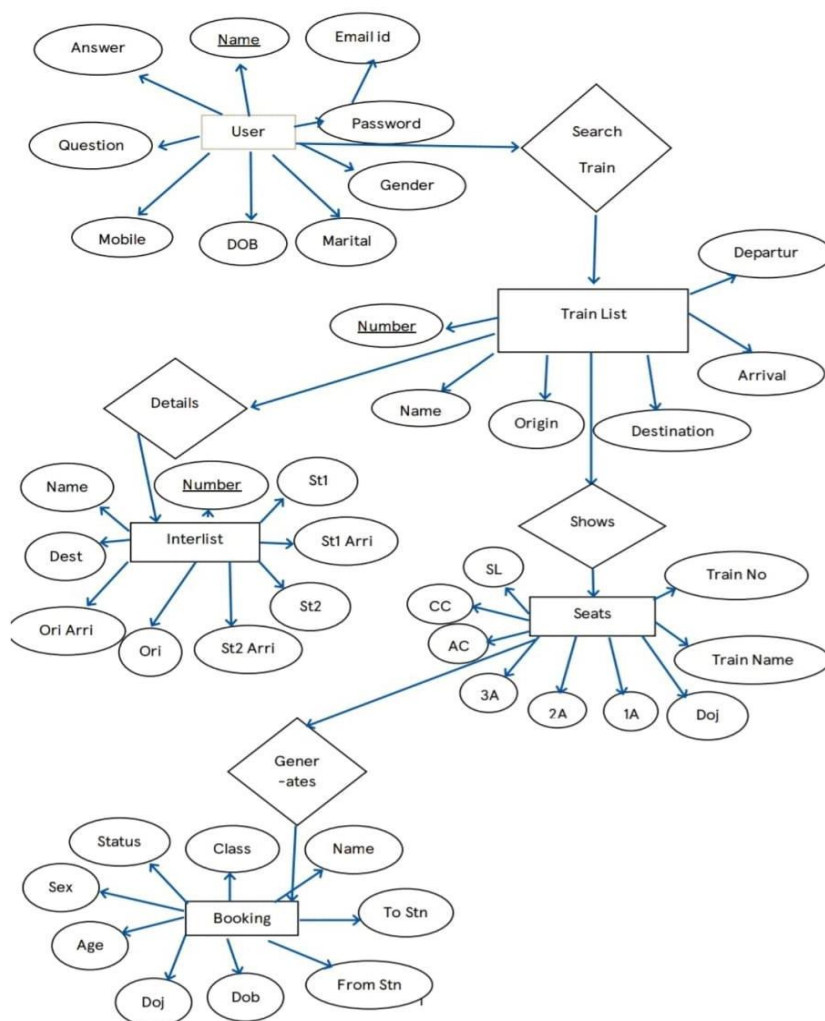 Answer
Name
Email id
User
Password
Search
Train
Question
Gender
Mobile
DOB
Marital
Departur
Train List
Number
Arrival
Details
Name
Origin
Destination
Name
Number
St1
Shows
Interlist
St1 Arri
Dest
SL
Train No
CC
Seats
St2
Ori Arri
Ori
St2 Arri
AC
Train Name
3A
2A
1A
Doj
Gener
-ates
Status
Class
Name
Sex
Booking
To Stn
Age
From Stn
Doj
Dob